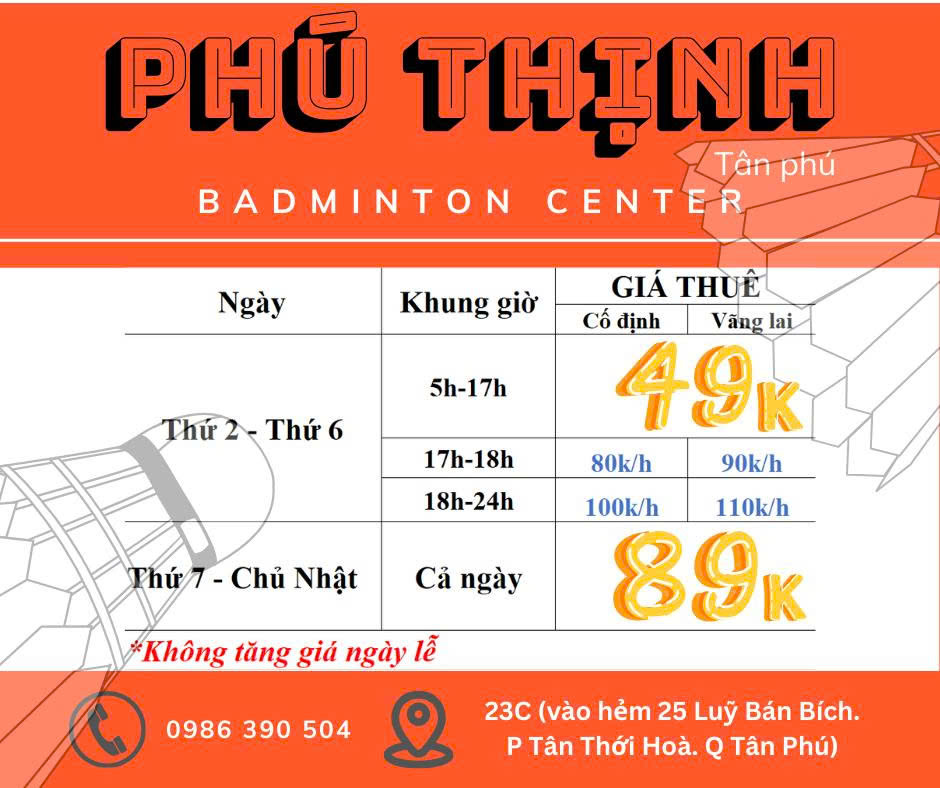 PHÚ THỊNH
Tân phú
BADMINTON CENTER
Ngày Khung giờ GIÁ THUÊ
Cố định Vãng lai
Thứ 2 - Thứ 6 5h-17h 49K
17h-18h 80k/h 90k/h
18h-24h 100k/h 110k/h
Thứ 7 - Chủ Nhật Cả ngày 89K
*Không tăng giá ngày lễ
0986 390 504
23C (vào hẻm 25 Luỹ Bán Bích.
P Tân Thới Hoà. Q Tân Phú)